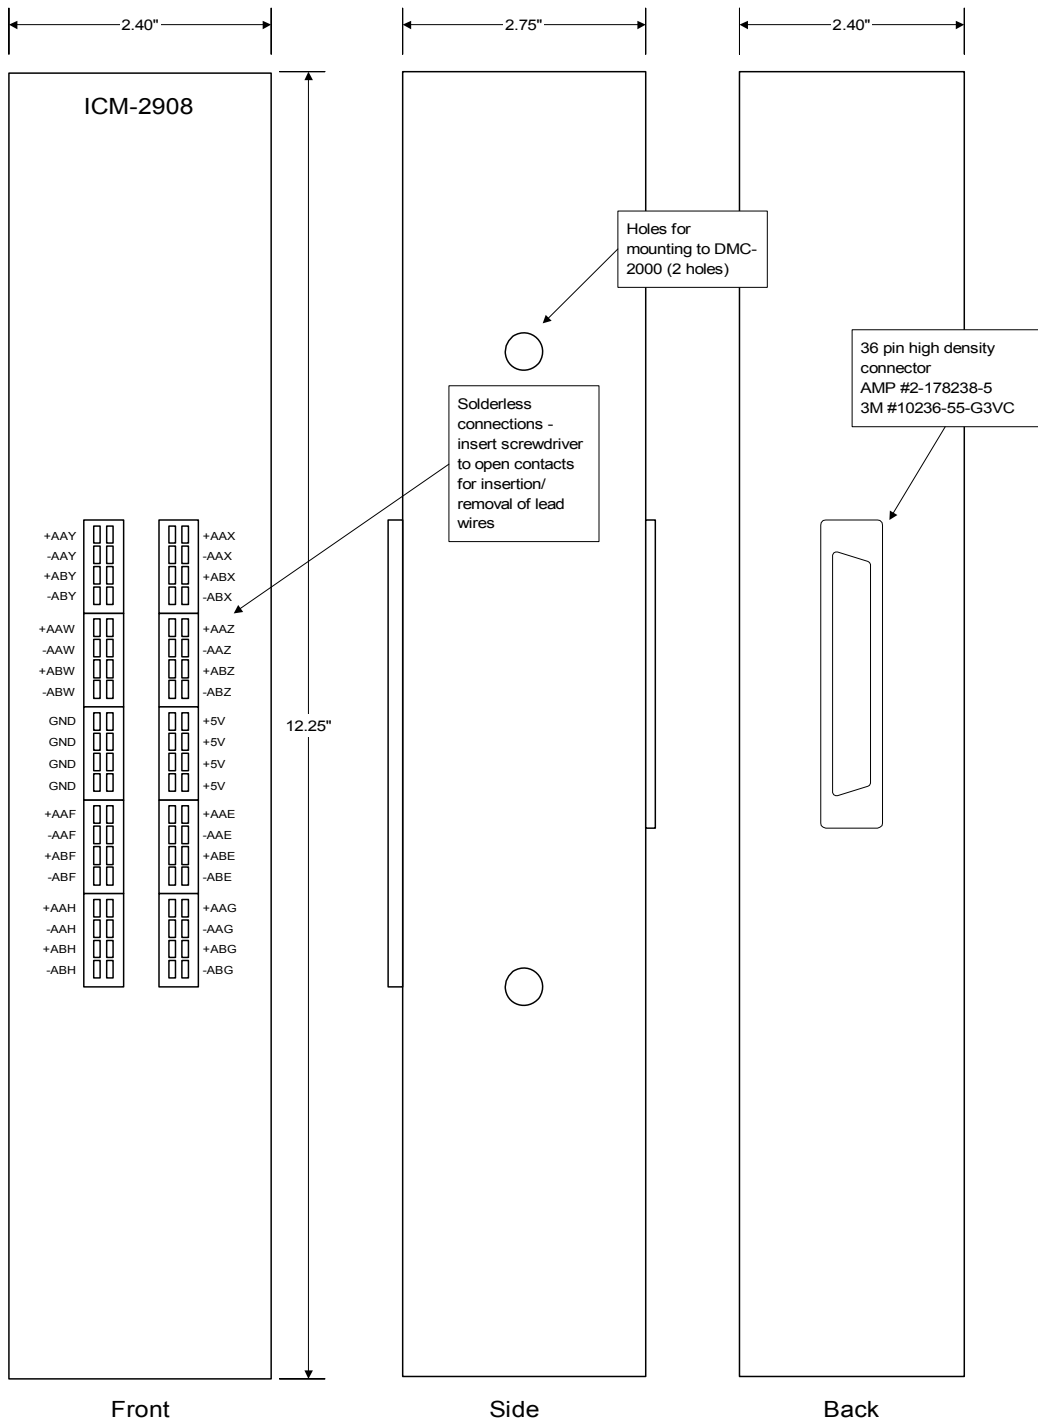 2.40"
2.75"
2.40"
ICM-2908
Holes for
mounting to DMC-
2000 (2 holes)
36 pin high density
connector
AMP #2-178238-5
3M #10236-55-G3VC
Solderless
connections -
insert screwdriver
to open contacts
for insertion/
removal of lead
wires
+AAY +AAX
-AAY -AAX
+ABY +ABX
-ABY -ABX
+AAW +AAZ
-AAW -AAZ
+ABW +ABZ
-ABW -ABZ
GND +5V
GND +5V
GND +5V
GND +5V
12.25"
+AAF +AAE
-AAF -AAE
+ABF +ABE
-ABF -ABE
+AAH +AAG
-AAH -AAG
+ABH +ABG
-ABH -ABG
Front
Side
Back